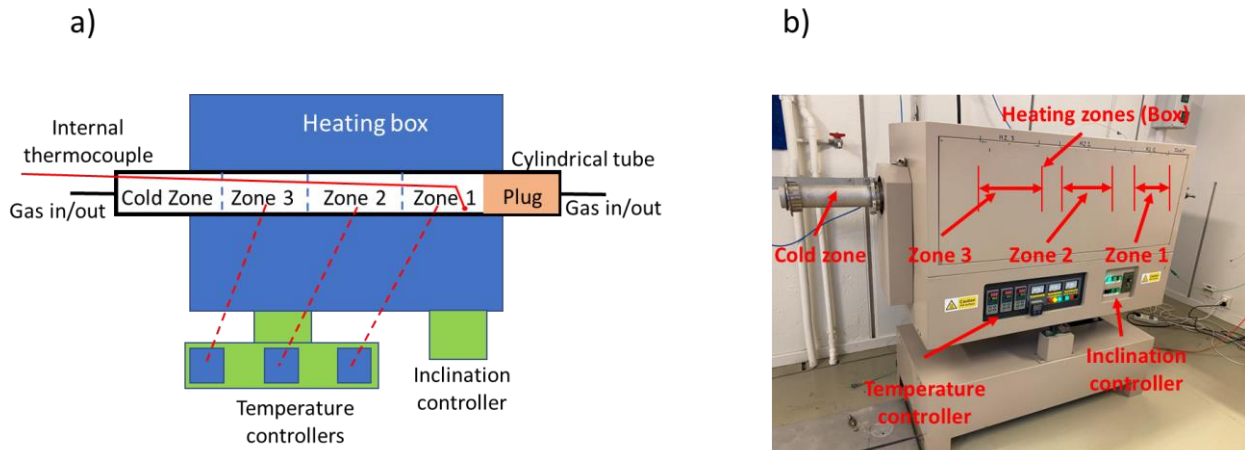 a)
b)
Heating box
Internal
thermocouple
Cylindrical tube
Cold Zone
Zone 3
Zone 2
Zone 1
Plug
Gas in/out
Gas in/out
Inclination
controller
Temperature
controllers
Heating zones (Box)
Cold zone
Zone 3
Zone 2
Zone 1
Caution
Caution
Temperature
controller
Inclination
controller